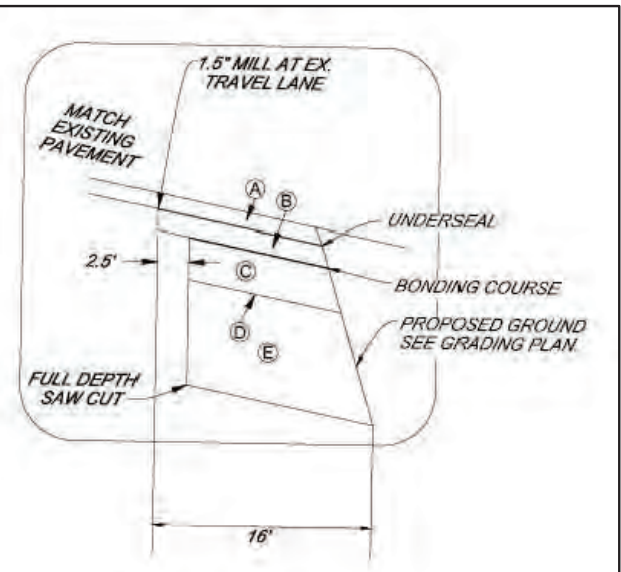 1.5" MILL AT EX.
TRAVEL LANE
MATCH
EXISTING
PAVEMENT
A
B
UNDERSEAL
2.5'
C
BONDING COURSE
D
E
PROPOSED GROUND
SEE GRADING PLAN.
FULL DEPTH
SAW CUT
16'